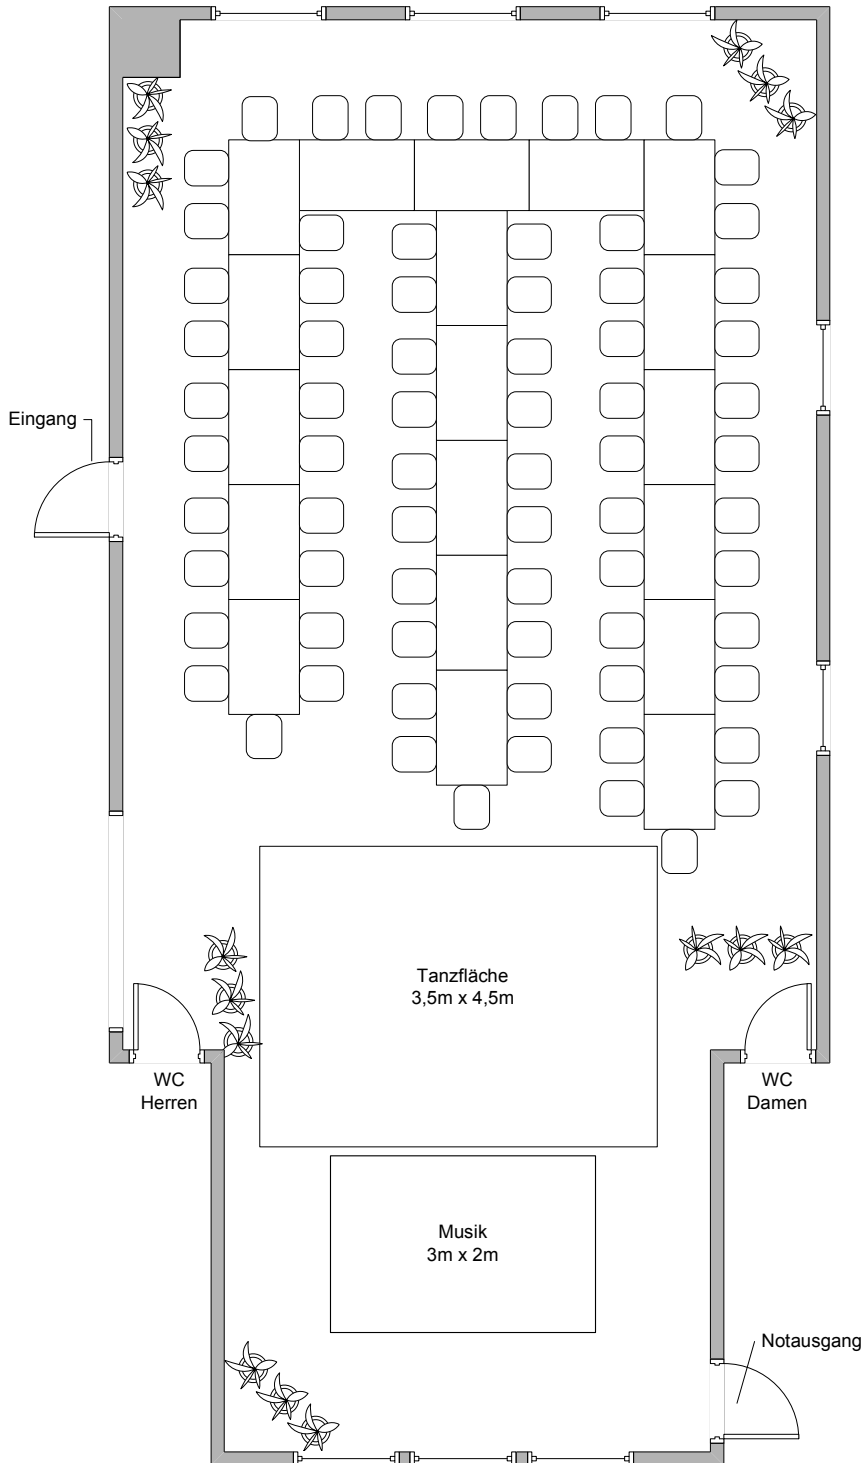 Eingang
Tanzfläche
3,5m x 4,5m
WC
Herren
WC
Damen
Musik
3m x 2m
Notausgang